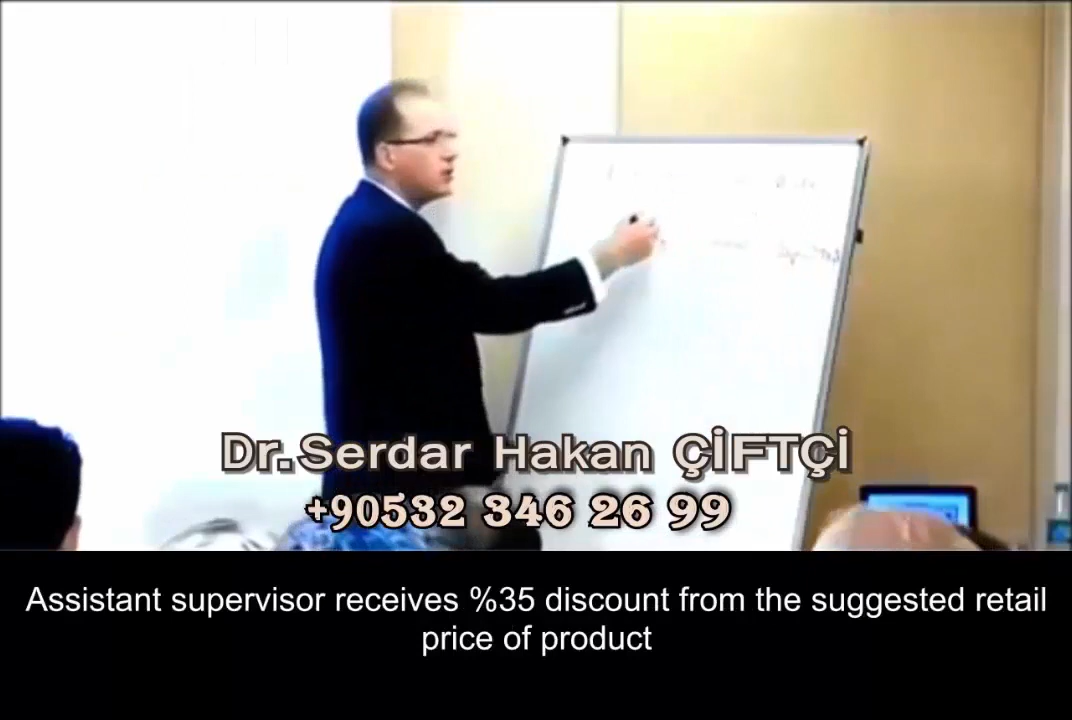 Dr.Serdar Hakan ÇİFTÇİ
+90532 346 26 99
Assistant supervisor receives %35 discount from the suggested retail
price of product